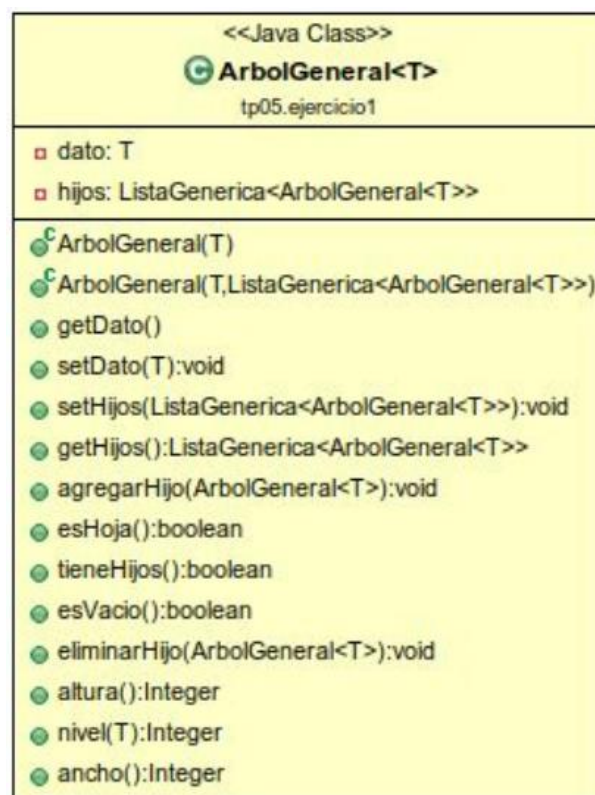 <<Java Class>>
C ArbolGeneral<T>
tp05.ejercicio1
dato: T
hijos: ListaGenerica<ArbolGeneral<T>>
C ArbolGeneral(T)
C ArbolGeneral(T,ListaGenerica<ArbolGeneral<T>>)
getDato()
setDato(T):void
setHijos(ListaGenerica<ArbolGeneral<T>>):void
getHijos():ListaGenerica<ArbolGeneral<T>>
agregarHijo(ArbolGeneral<T>):void
esHoja():boolean
tieneHijos():boolean
esVacio():boolean
eliminarHijo(ArbolGeneral<T>):void
altura():Integer
nivel(T):Integer
ancho():Integer